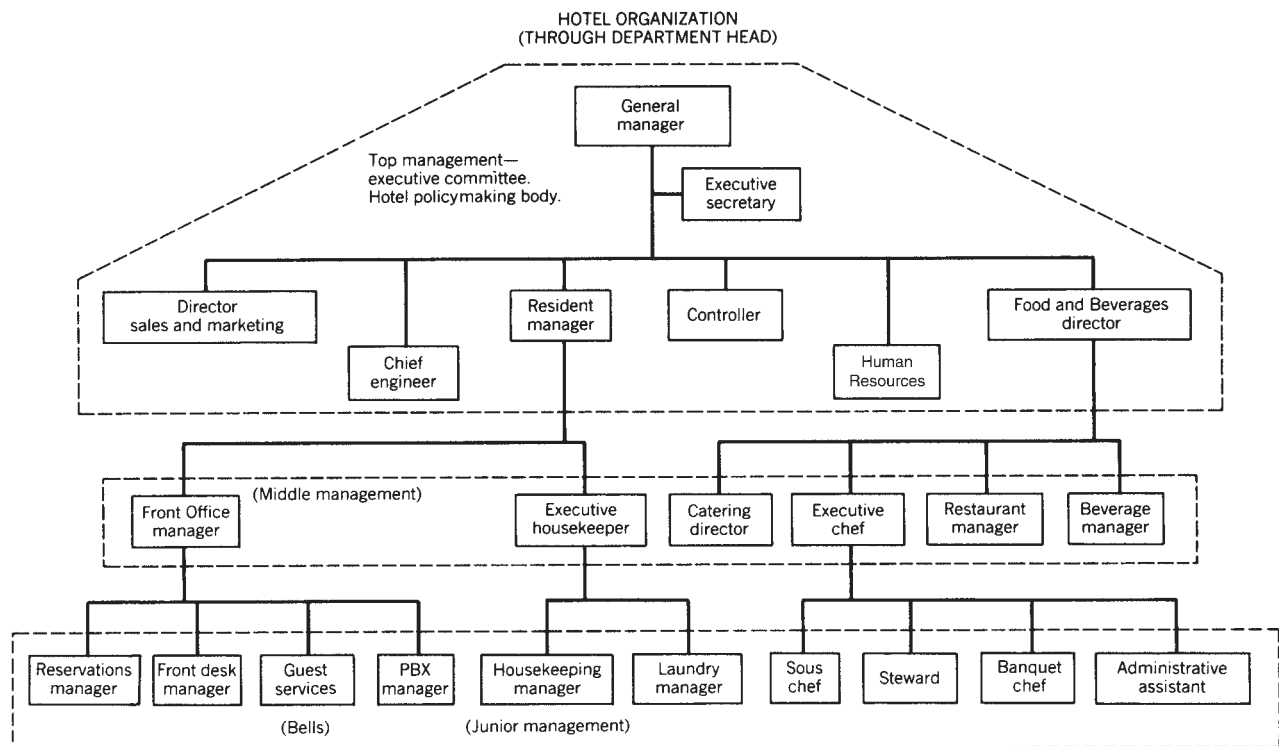 HOTEL ORGANIZATION
(THROUGH DEPARTMENT HEAD)
General
manager
Top management—
executive committee.
Hotel policymaking body.
Executive
secretary
Director
sales and marketing
Chief
engineer
Resident
manager
Controller
Human
Resources
Food and Beverages
director
(Middle management)
Front Office
manager
Executive
housekeeper
Catering
director
Executive
chef
Restaurant
manager
Beverage
manager
Reservations
manager
Front desk
manager
Guest
services
PBX
manager
Housekeeping
manager
Laundry
manager
Sous
chef
Steward
Banquet
chef
Administrative
assistant
(Bells)
(Junior management)